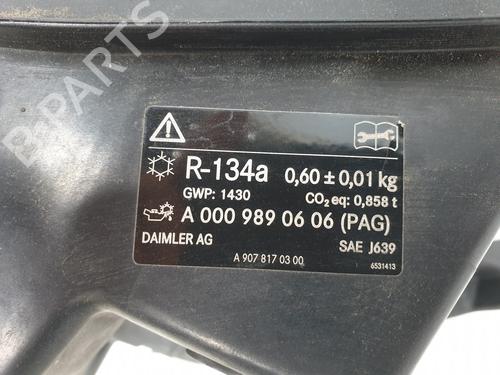 B-PARTS
R-134a 0,60 ± 0,01 kg
GWP: 1430 CO₂ eq: 0,858 t
A 000 989 06 06 (PAG)
DAIMLER AG SAE J639
A 907 817 03 00 6531413